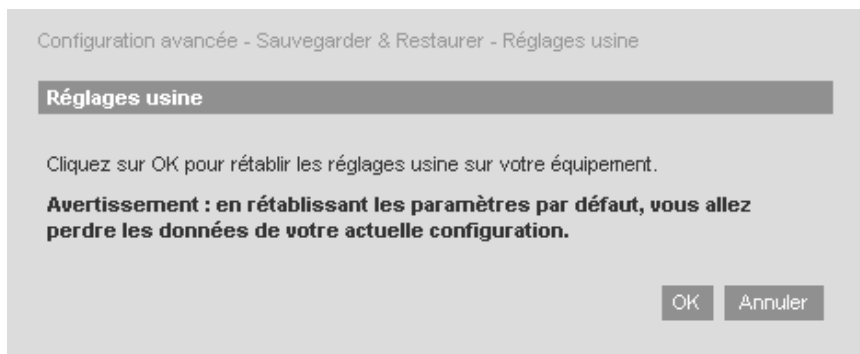 Configuration avancée - Sauvegarder & Restaurer - Réglages usine
Réglages usine
Cliquez sur OK pour rétablir les réglages usine sur votre équipement.
Avertissement : en rétablissant les paramètres par défaut, vous allez
perdre les données de votre actuelle configuration.
OK Annuler